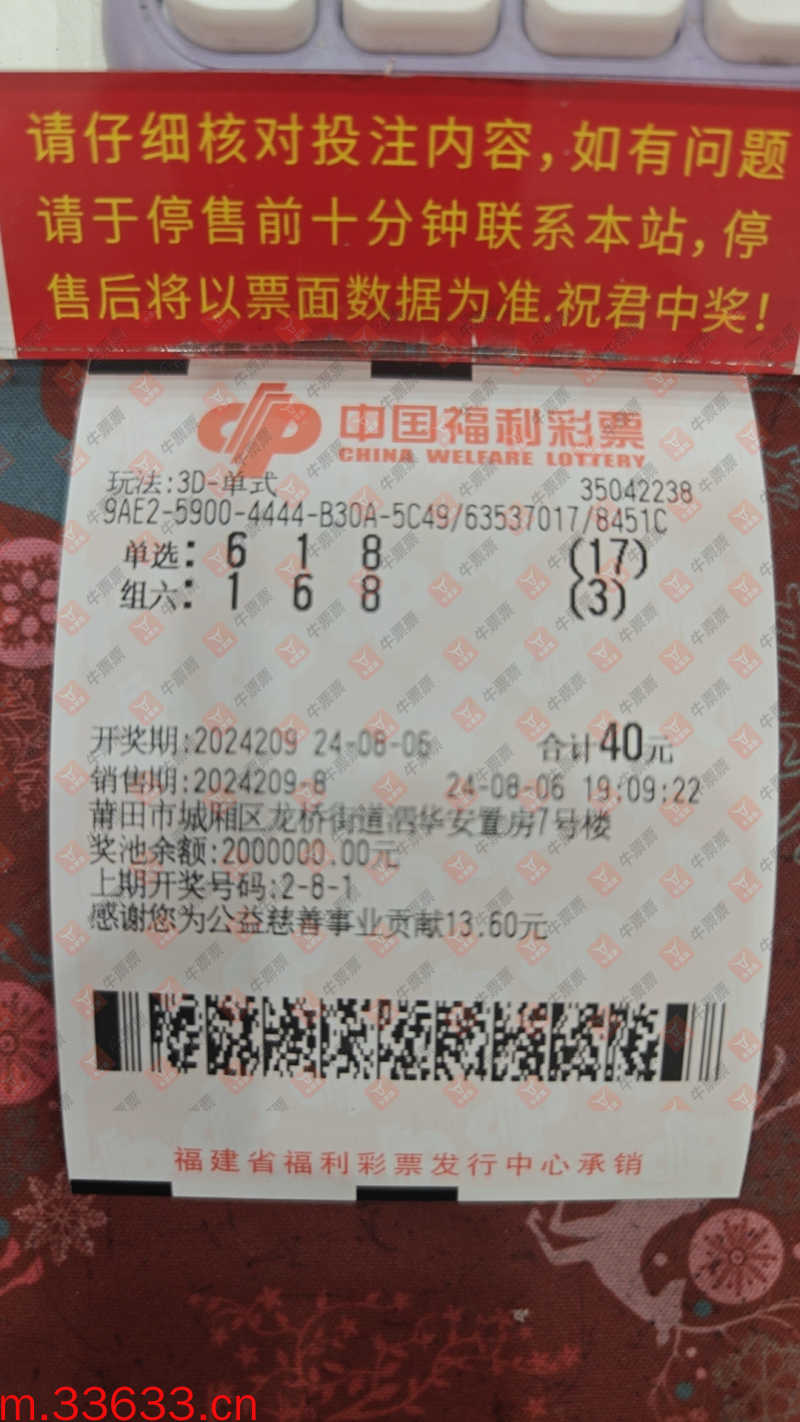 请仔细核对投注内容,如有问题
请于停售前十分钟联系本站,停
售后将以票面数据为准.祝君中奖!
中国福利彩票
CHINA WELFARE LOTTERY
玩法:3D-单式 35042238
9AE2-5900-4444-B30A-5C49/63537017/8451C
单选: 6 1 8 (17)
组六: 1 6 8 (3)
开奖期:2024209 24-08-06 合计40元
销售期:2024209-8 24-08-06 19:09:22
莆田市城厢区龙桥街道泗华安置房7号楼
奖池余额:2000000.00元
上期开奖号码:2-8-1
感谢您为公益慈善事业贡献13.60元
福建省福利彩票发行中心承销
牛票票
m.33633.cn